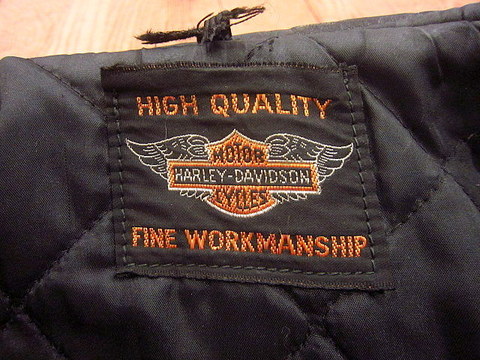 HIGH QUALITY
MOTOR
HARLEY-DAVIDSON
CYCLES
FINE WORKMANSHIP